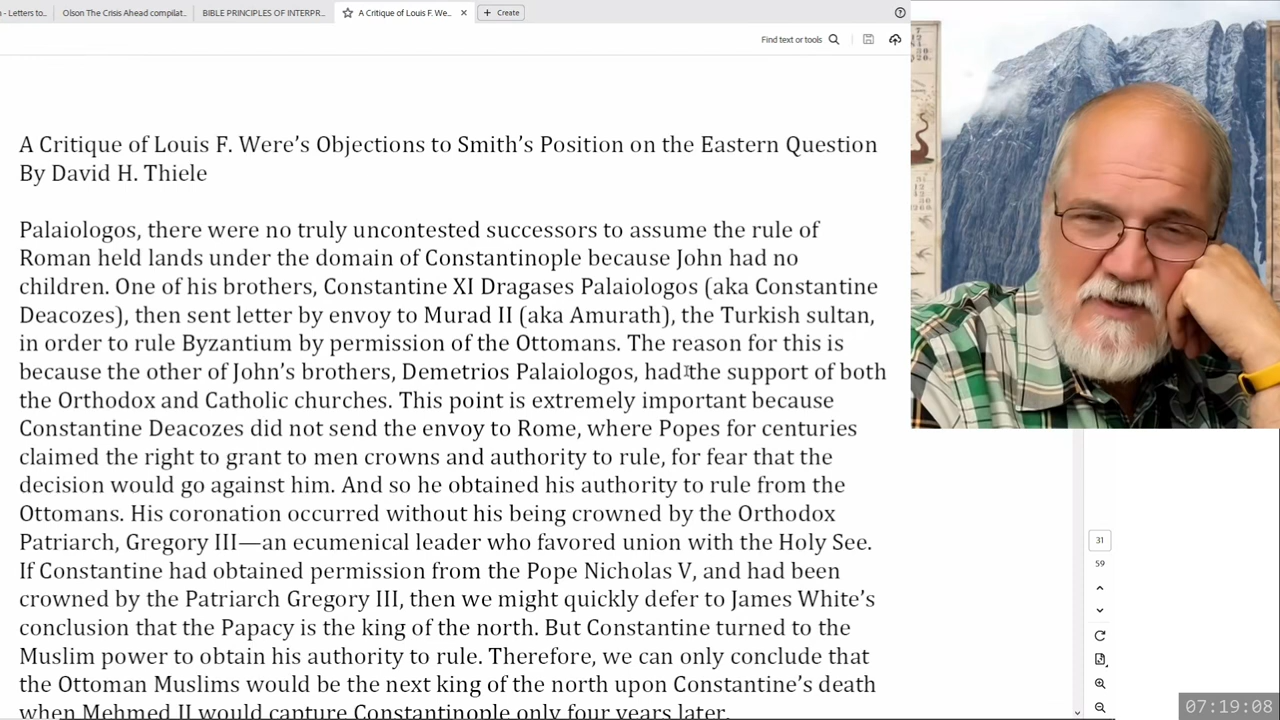 n - Letters to...
Olson The Crisis Ahead compilat..
BIBLE PRINCIPLES OF INTERPR...
A Critique of Louis F. We...
Create
Find text or tools
A Critique of Louis F. Were’s Objections to Smith’s Position on the Eastern Question
By David H. Thiele
Palaiologos, there were no truly uncontested successors to assume the rule of
Roman held lands under the domain of Constantinople because John had no
children. One of his brothers, Constantine XI Dragases Palaiologos (aka Constantine
Deacozes), then sent letter by envoy to Murad II (aka Amurath), the Turkish sultan,
in order to rule Byzantium by permission of the Ottomans. The reason for this is
because the other of John’s brothers, Demetrios Palaiologos, had the support of both
the Orthodox and Catholic churches. This point is extremely important because
Constantine Deacozes did not send the envoy to Rome, where Popes for centuries
claimed the right to grant to men crowns and authority to rule, for fear that the
decision would go against him. And so he obtained his authority to rule from the
Ottomans. His coronation occurred without his being crowned by the Orthodox
Patriarch, Gregory III—an ecumenical leader who favored union with the Holy See.
If Constantine had obtained permission from the Pope Nicholas V, and had been
crowned by the Patriarch Gregory III, then we might quickly defer to James White’s
conclusion that the Papacy is the king of the north. But Constantine turned to the
Muslim power to obtain his authority to rule. Therefore, we can only conclude that
the Ottoman Muslims would be the next king of the north upon Constantine’s death
when Mehmed II would capture Constantinople only four years later.
31
59
07:19:08